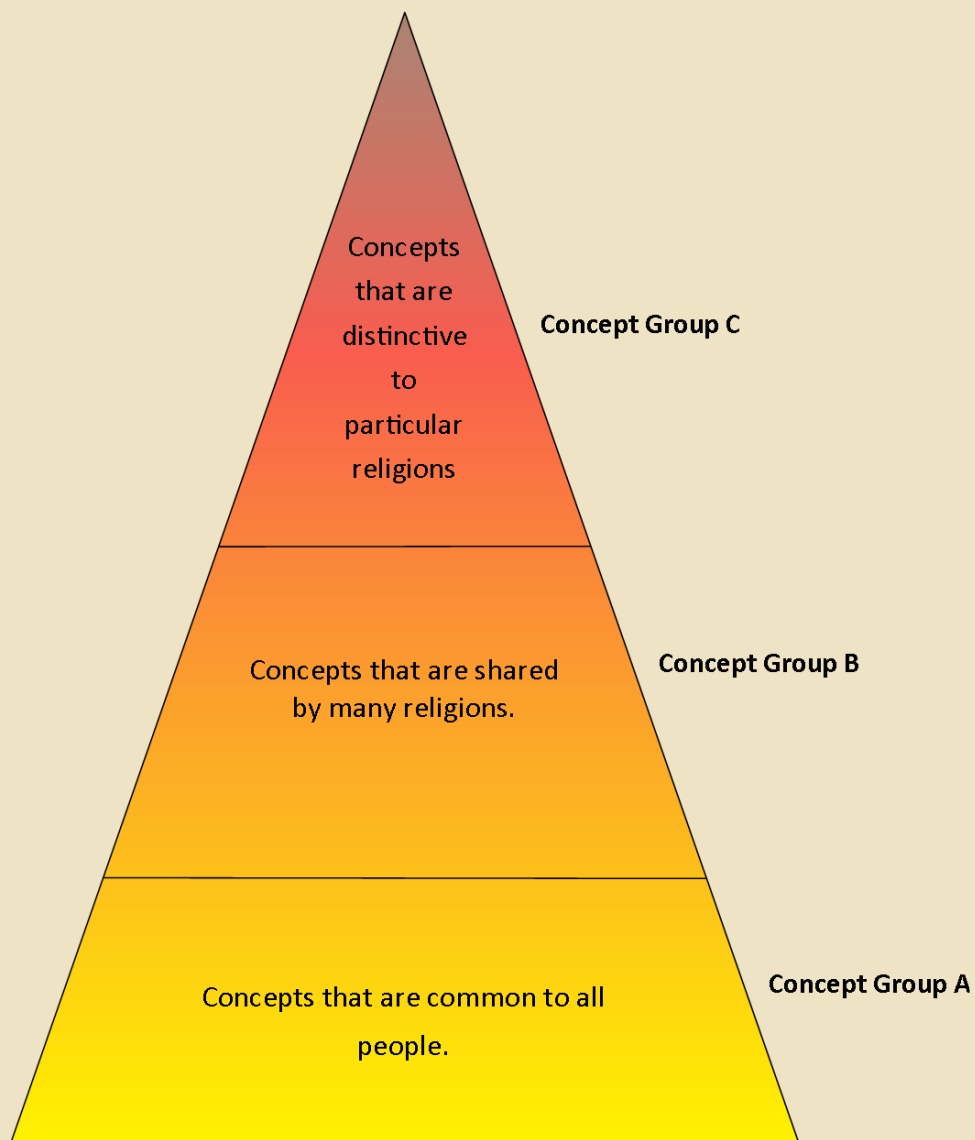 Concepts
that are
distinctive
to
particular
religions
Concept Group C
Concepts that are shared
by many religions.
Concept Group B
Concepts that are common to all
people.
Concept Group A